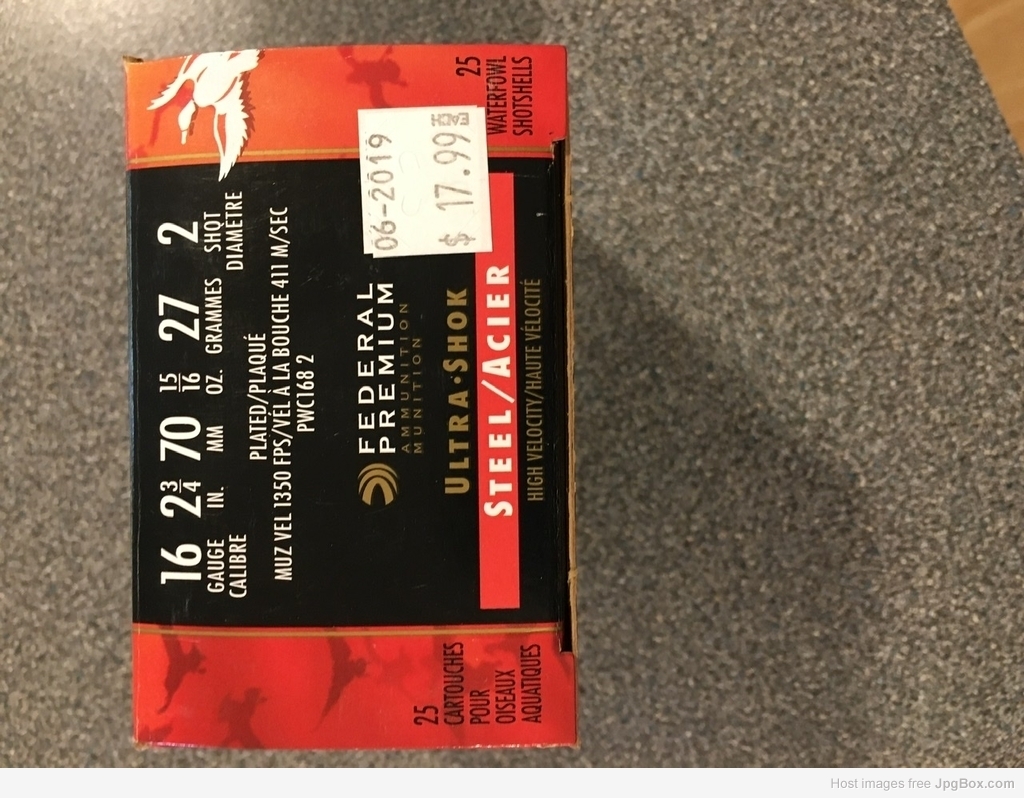 16 2 3/4 70 15/16 27 2
GAUGE IN. MM OZ. GRAMMES SHOT
CALIBRE DIAMETRE
PLATED/PLAQUÉ
MUZ VEL 1350 FPS/VÉL À LA BOUCHE 411 M/SEC
PWC168 2
FEDERAL
PREMIUM
AMMUNITION
MUNITION
ULTRA·SHOK
STEEL/ACIER
HIGH VELOCITY/HAUTE VÉLOCITÉ
06-2019
$ 17.99
25
WATERFOWL
SHOTSHELLS
25
CARTOUCHES
POUR
OISEAUX
AQUATIQUES
Host images free JpgBox.com